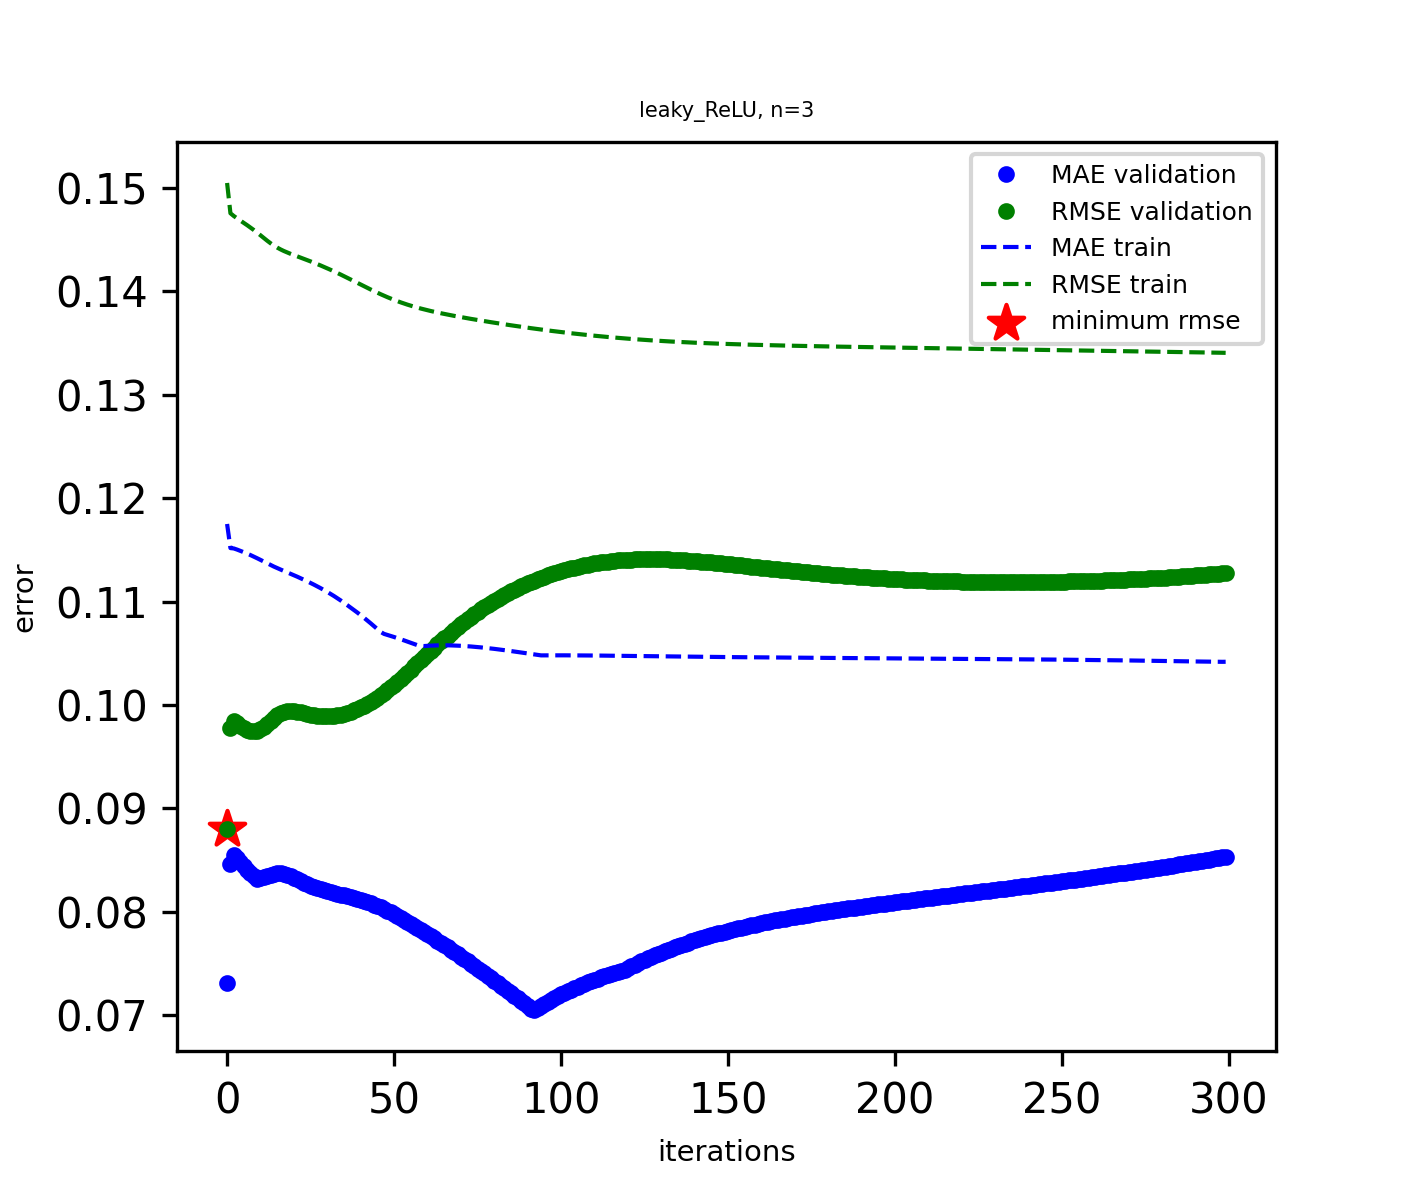 leaky_ReLU, n=3
MAE validation
RMSE validation
MAE train
RMSE train
minimum rmse
error
0.15
0.14
0.13
0.12
0.11
0.10
0.09
0.08
0.07
0 50 100 150 200 250 300
iterations